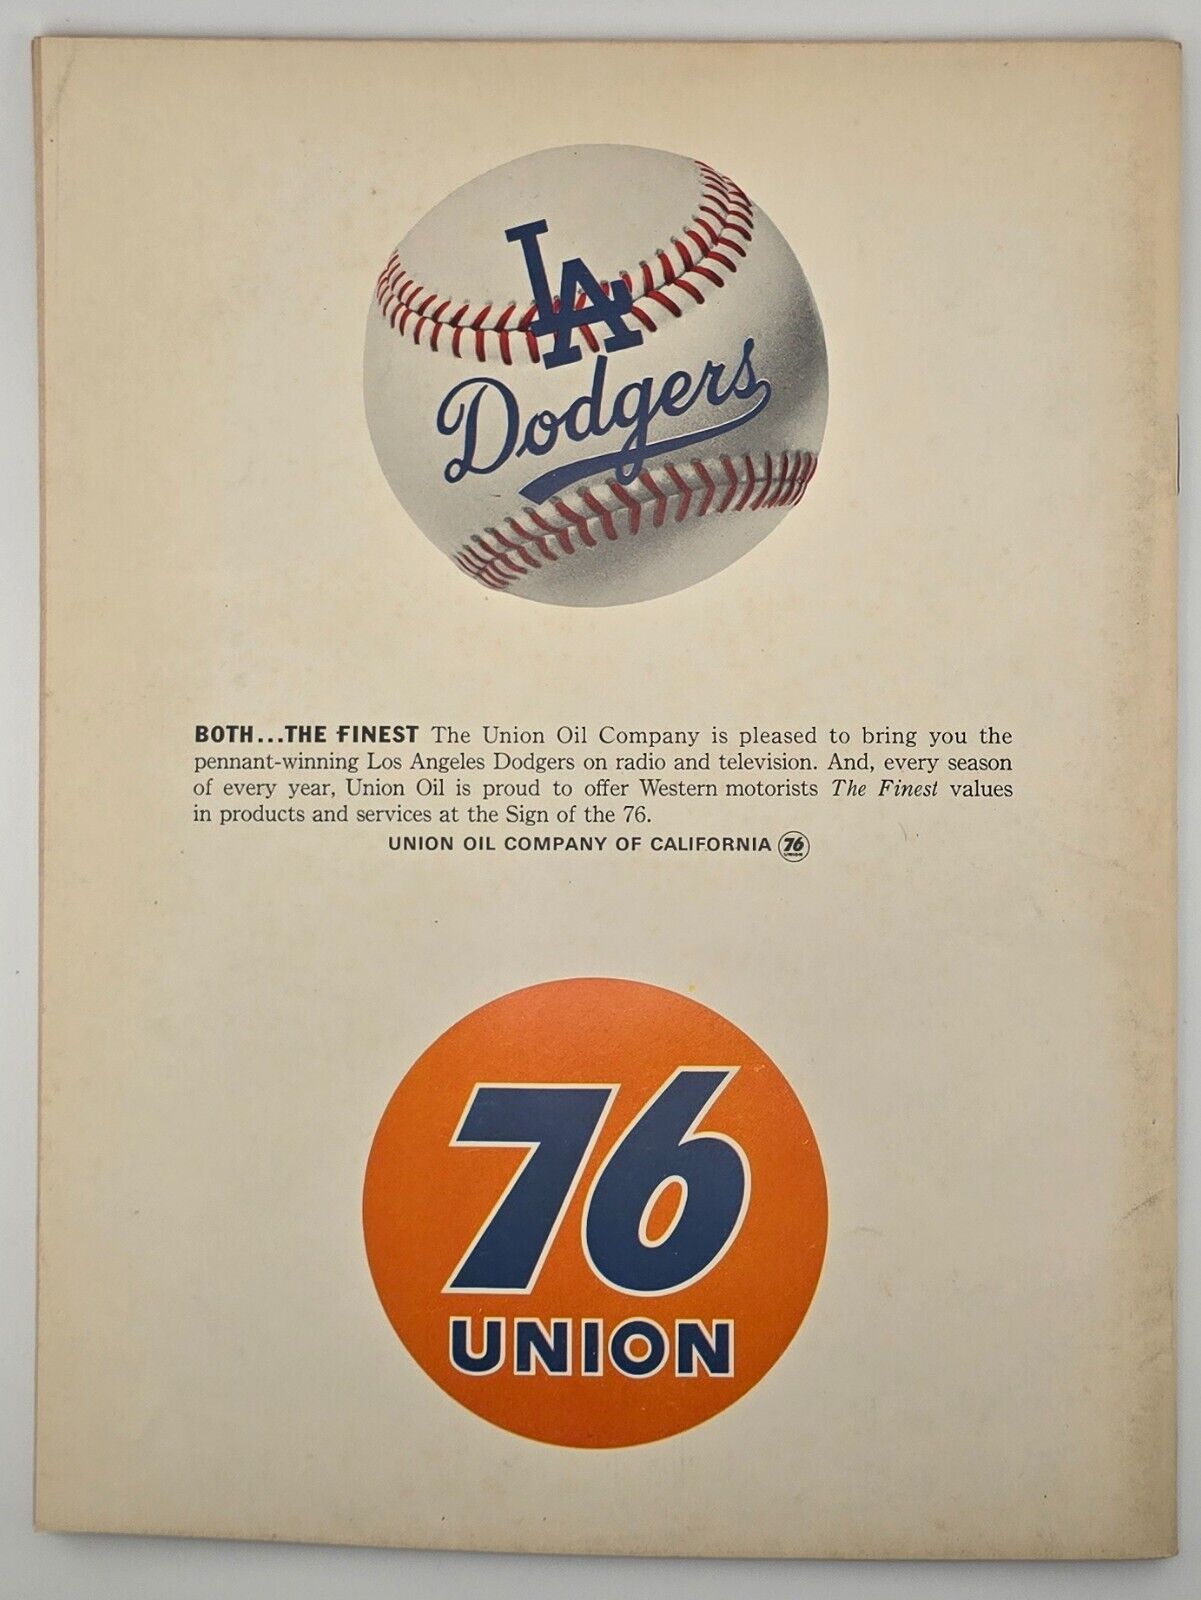 LA
Dodgers
BOTH...THE FINEST The Union Oil Company is pleased to bring you the
pennant-winning Los Angeles Dodgers on radio and television. And, every season
of every year, Union Oil is proud to offer Western motorists The Finest values
in products and services at the Sign of the 76.
UNION OIL COMPANY OF CALIFORNIA 76 UNION
76
UNION